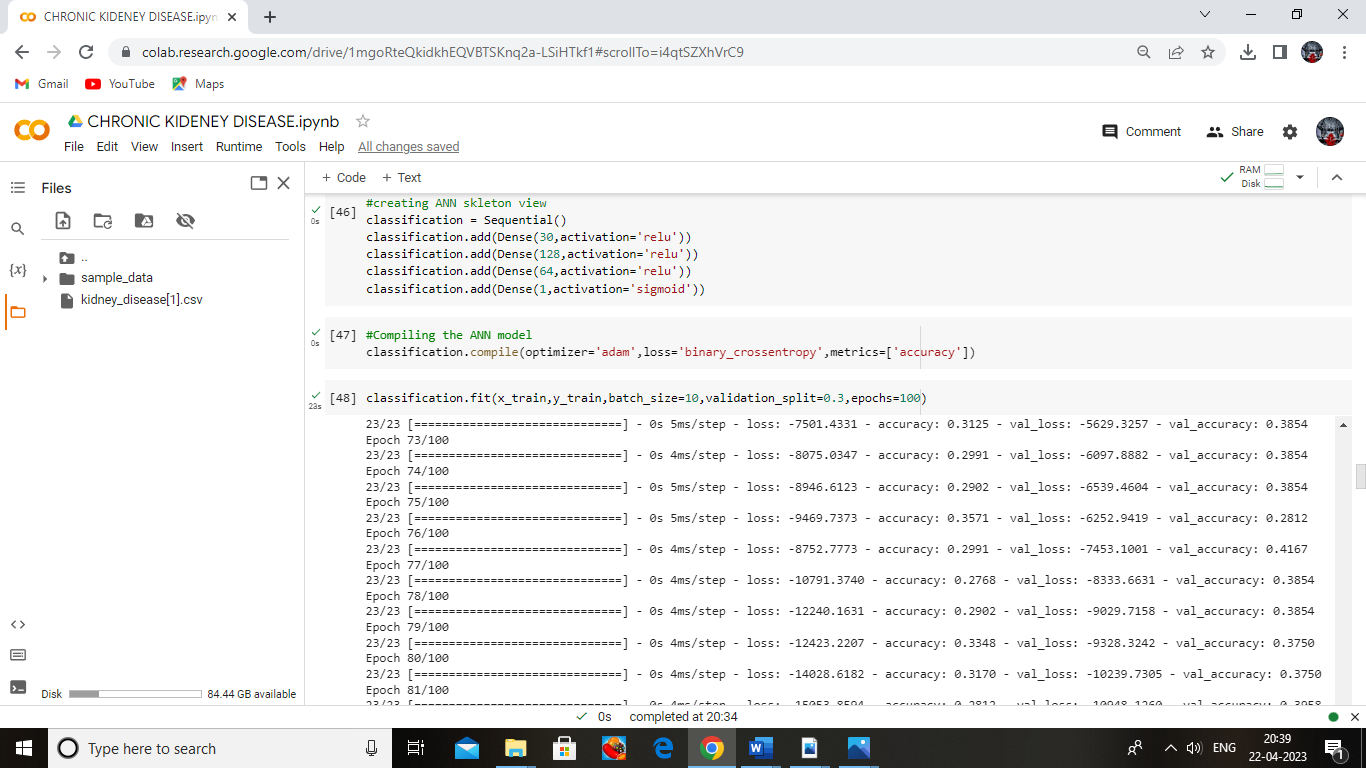 CHRONIC KIDENEY DISEASE.ipyn
colab.research.google.com/drive/1mgoRteQkidkhEQVBTSKnq2a-LSiHTkf1#scrollTo=i4qtSZXhVrC9
Gmail YouTube Maps
CHRONIC KIDENEY DISEASE.ipynb
File Edit View Insert Runtime Tools Help All changes saved
Comment Share
Files
+ Code + Text
RAM
Disk
..
sample_data
kidney_disease[1].csv
{x}
Disk 84.44 GB available
[46] #creating ANN skleton view
0s classification = Sequential()
classification.add(Dense(30,activation='relu'))
classification.add(Dense(128,activation='relu'))
classification.add(Dense(64,activation='relu'))
classification.add(Dense(1,activation='sigmoid'))
[47] #Compiling the ANN model
0s classification.compile(optimizer='adam',loss='binary_crossentropy',metrics=['accuracy'])
[48] classification.fit(x_train,y_train,batch_size=10,validation_split=0.3,epochs=100)
23s
23/23 [==============================] - 0s 5ms/step - loss: -7501.4331 - accuracy: 0.3125 - val_loss: -5629.3257 - val_accuracy: 0.3854
Epoch 73/100
23/23 [==============================] - 0s 4ms/step - loss: -8075.0347 - accuracy: 0.2991 - val_loss: -6097.8882 - val_accuracy: 0.3854
Epoch 74/100
23/23 [==============================] - 0s 5ms/step - loss: -8946.6123 - accuracy: 0.2902 - val_loss: -6539.4604 - val_accuracy: 0.3854
Epoch 75/100
23/23 [==============================] - 0s 5ms/step - loss: -9469.7373 - accuracy: 0.3571 - val_loss: -6252.9419 - val_accuracy: 0.2812
Epoch 76/100
23/23 [==============================] - 0s 4ms/step - loss: -8752.7773 - accuracy: 0.2991 - val_loss: -7453.1001 - val_accuracy: 0.4167
Epoch 77/100
23/23 [==============================] - 0s 4ms/step - loss: -10791.3740 - accuracy: 0.2768 - val_loss: -8333.6631 - val_accuracy: 0.3854
Epoch 78/100
23/23 [==============================] - 0s 4ms/step - loss: -12240.1631 - accuracy: 0.2902 - val_loss: -9029.7158 - val_accuracy: 0.3854
Epoch 79/100
23/23 [==============================] - 0s 4ms/step - loss: -12423.2207 - accuracy: 0.3348 - val_loss: -9328.3242 - val_accuracy: 0.3750
Epoch 80/100
23/23 [==============================] - 0s 4ms/step - loss: -14028.6182 - accuracy: 0.3170 - val_loss: -10239.7305 - val_accuracy: 0.3750
Epoch 81/100
0s completed at 20:34
Type here to search
ENG
20:39
22-04-2023
1